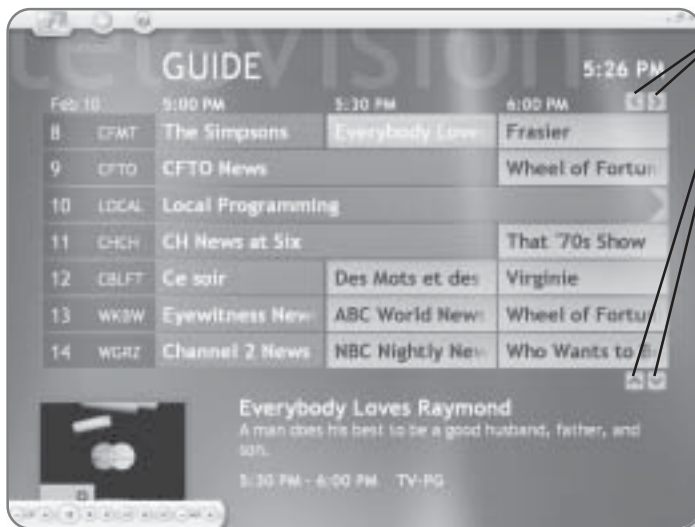 television
GUIDE 5:26 PM
Feb 10 5:00 PM 5:30 PM 6:00 PM
8 CFMT The Simpsons Everybody Love Frasier
9 CFTO CFTO News Wheel of Fortun
10 LOCAL Local Programming
11 CHCH CH News at Six That '70s Show
12 CBLFT Ce soir Des Mots et des Virginie
13 WKBW Eyewitness New ABC World News Wheel of Fortun
14 WGRZ Channel 2 News NBC Nightly New Who Wants to B
Everybody Loves Raymond
A man does his best to be a good husband, father, and
son.
5:30 PM - 6:00 PM TV-PG